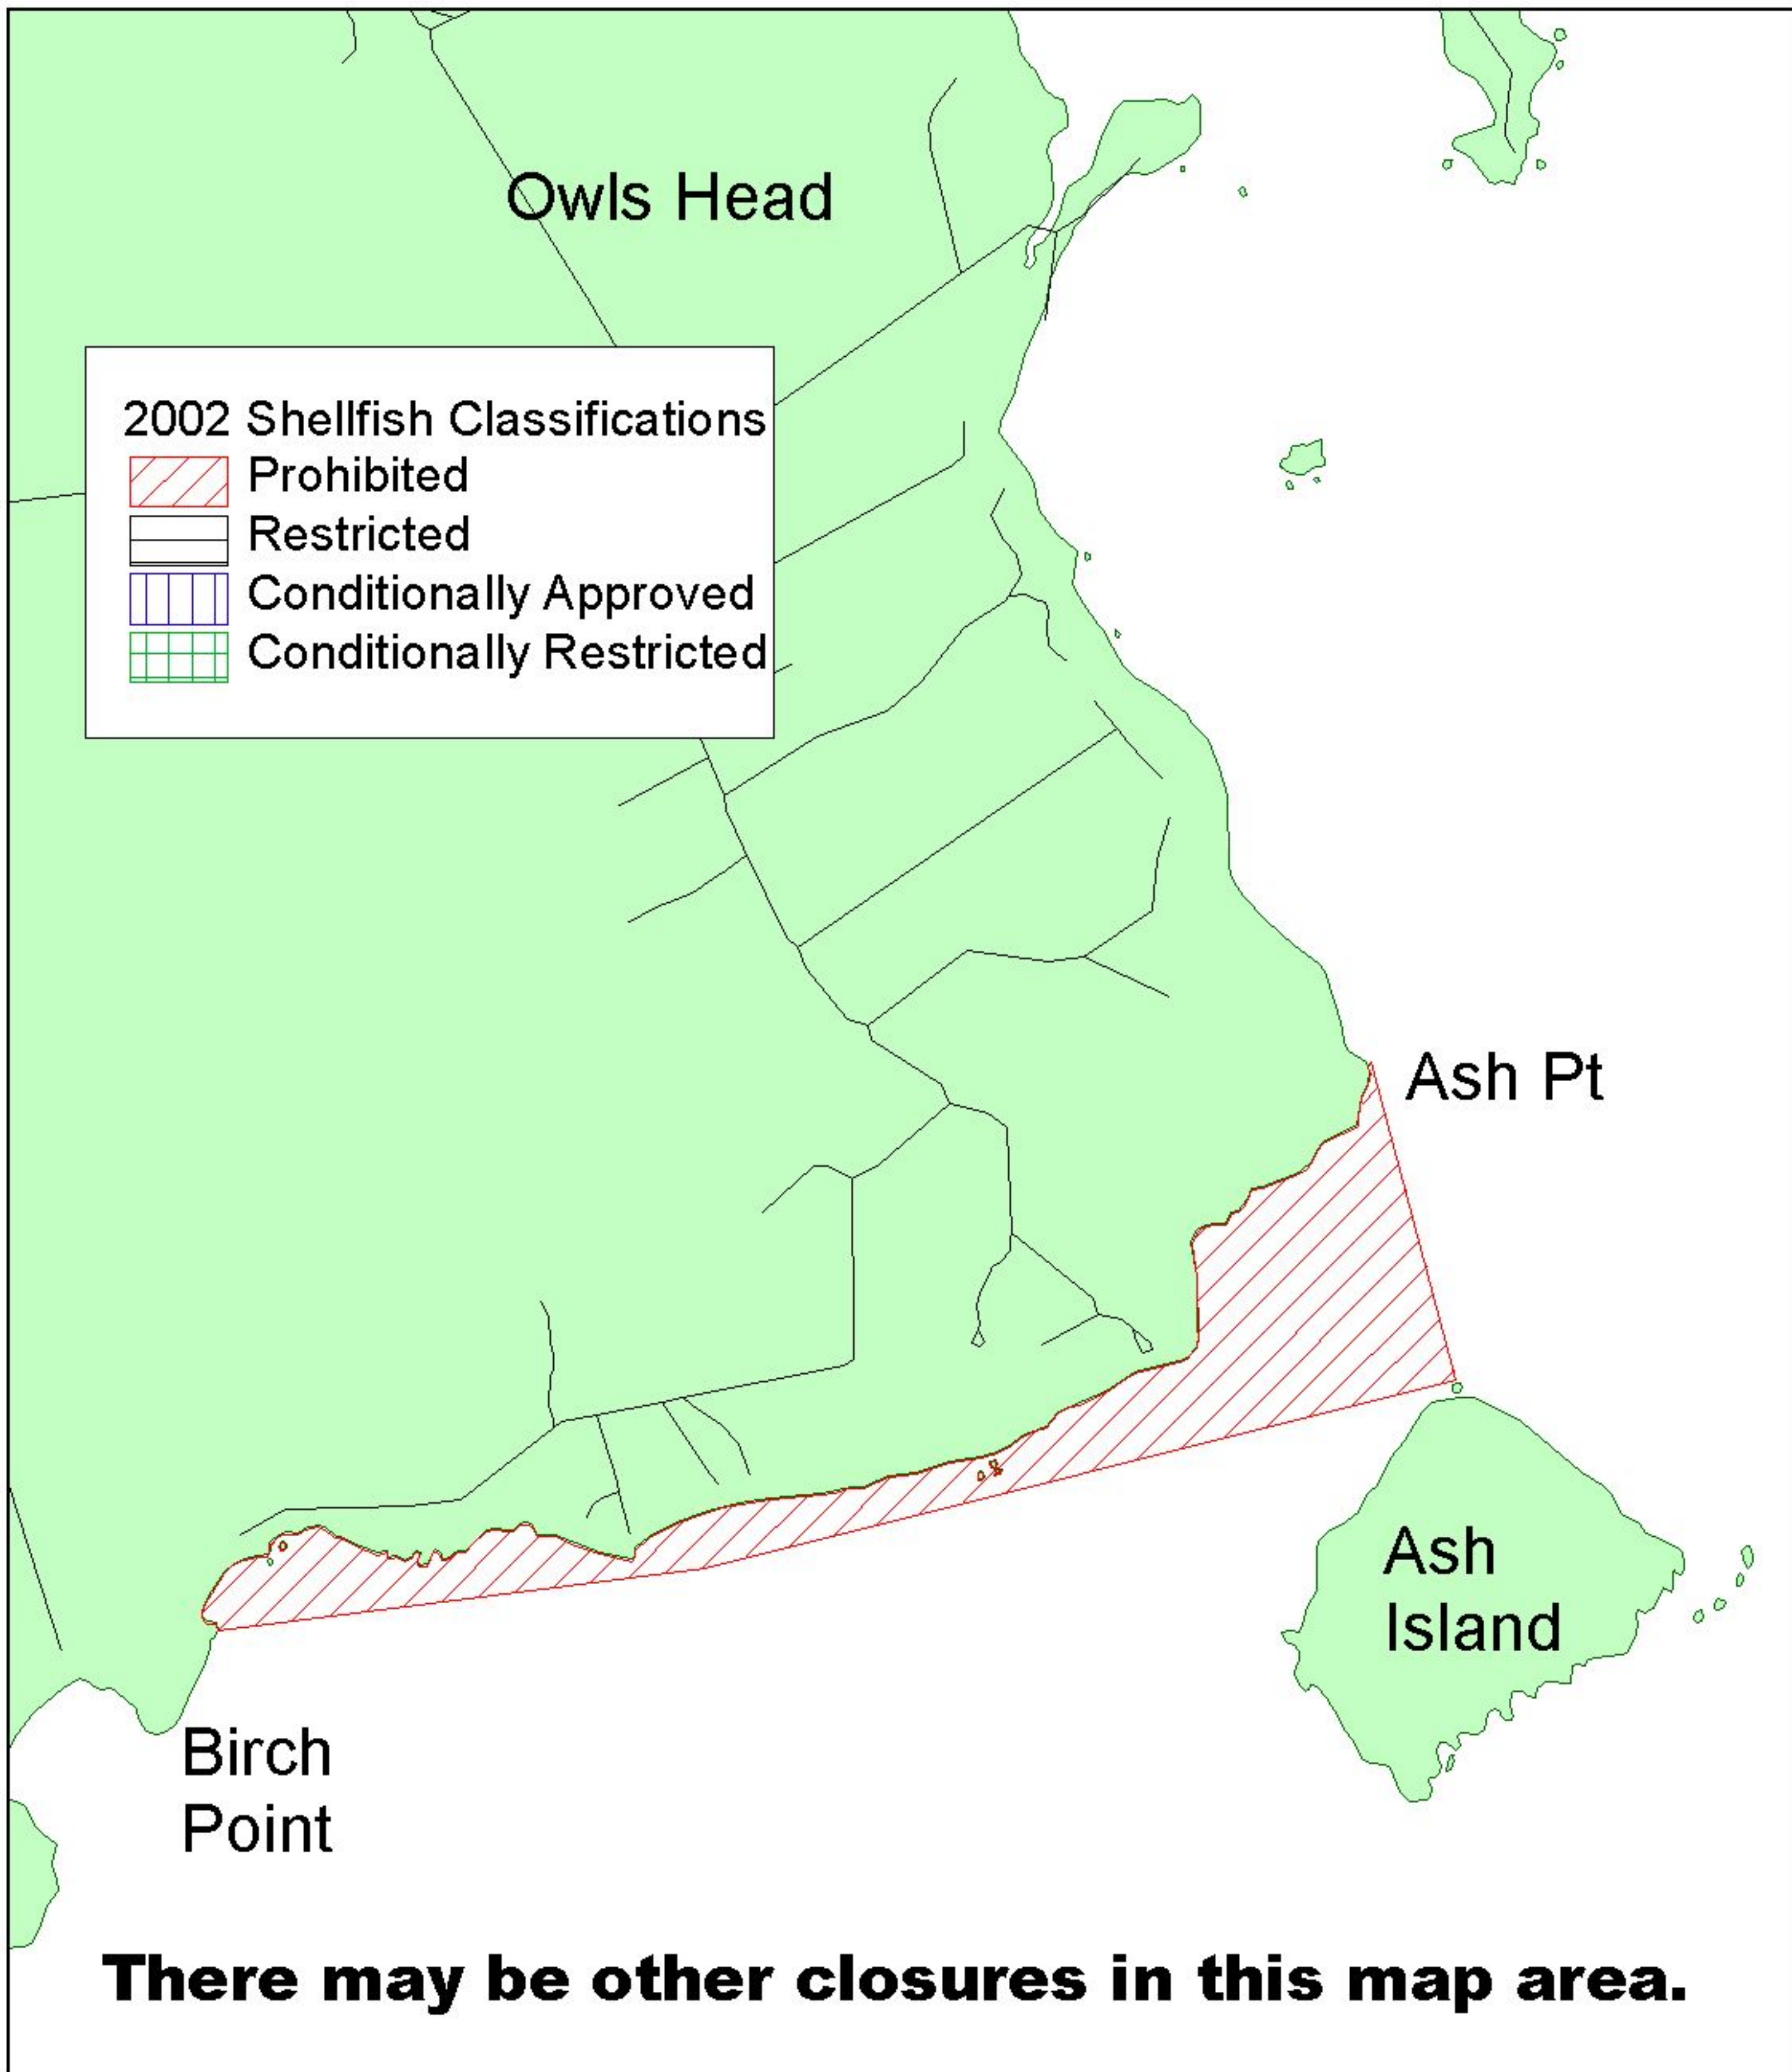 Owls Head
2002 Shellfish Classifications
Prohibited
Restricted
Conditionally Approved
Conditionally Restricted
Ash Pt
Ash
Island
Birch
Point
There may be other closures in this map area.